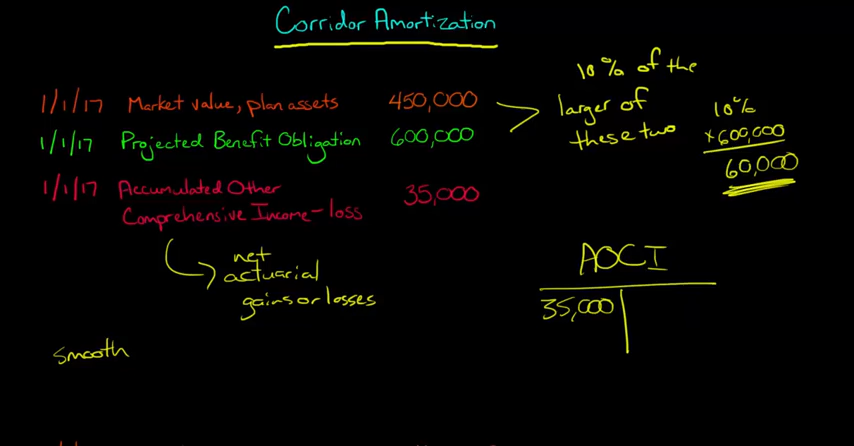 Corridor Amortization
1/1/17 Market value, plan assets 450,000
1/1/17 Projected Benefit Obligation 600,000
1/1/17 Accumulated Other
Comprehensive Income - loss 35,000
10% of the
larger of
these two
10%
x 600,000
60,000
net
actuarial
gains or losses
AOCI
35,000
smooth